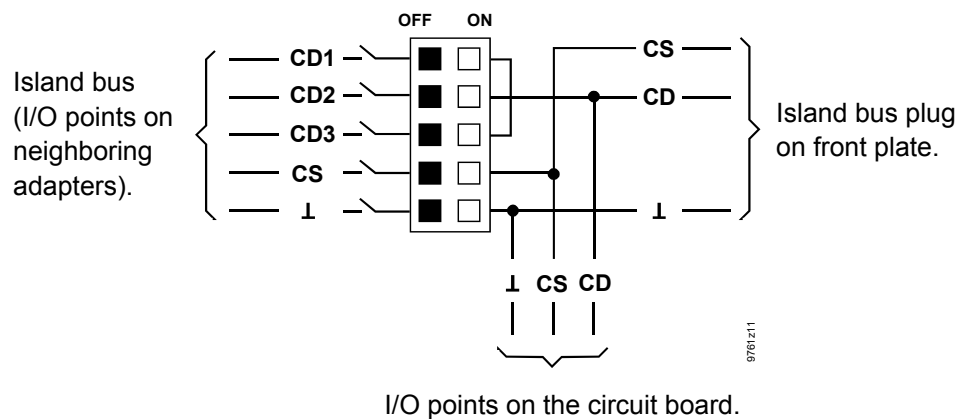 OFF ON
CD1
CD2
CD3
CS
⊥
Island bus
(I/O points on
neighboring
adapters).
CS
CD
⊥
Island bus plug
on front plate.
⊥ CS CD
9761z11
I/O points on the circuit board.